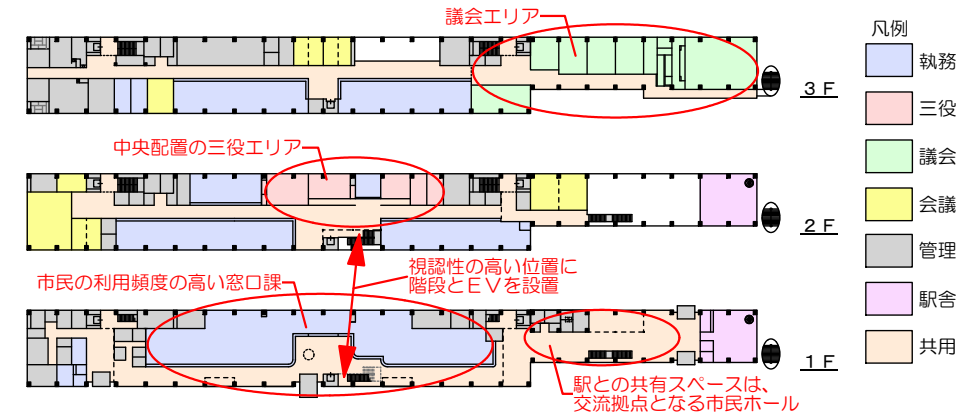 議会エリア
3F
中央配置の三役エリア
2F
市民の利用頻度の高い窓口課
視認性の高い位置に
階段とEVを設置
1F
駅との共有スペースは、
交流拠点となる市民ホール
凡例
執務
三役
議会
会議
管理
駅舎
共用